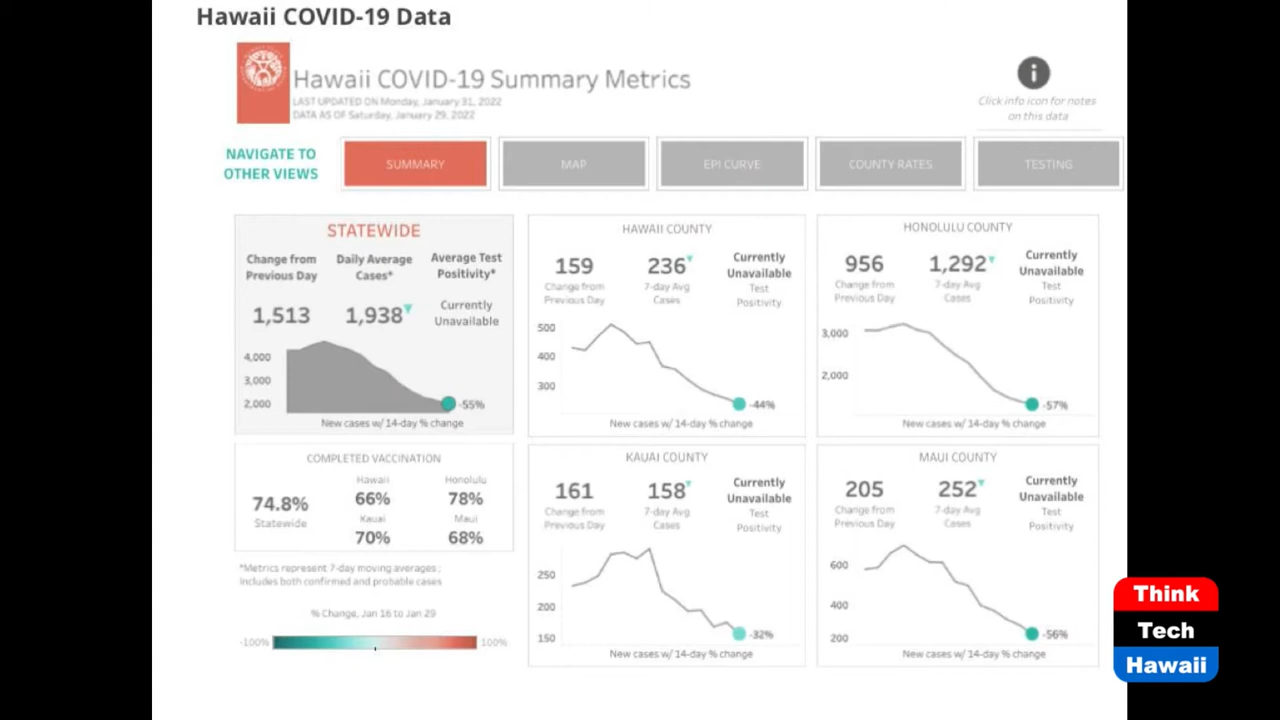 Hawaii COVID-19 Data
Hawaii COVID-19 Summary Metrics
LAST UPDATED ON Monday, January 31, 2022
DATA AS OF Saturday, January 29, 2022
Click info icon for notes
on this data
NAVIGATE TO
OTHER VIEWS
SUMMARY
MAP
EPI CURVE
COUNTY RATES
TESTING
STATEWIDE
Change from
Previous Day
Daily Average
Cases*
Average Test
Positivity*
1,513
1,938
Currently
Unavailable
4,000
3,000
2,000
-55%
New cases w/ 14-day % change
HAWAII COUNTY
159
Change from
Previous Day
236
7-day Avg
Cases
Currently
Unavailable
Test
Positivity
500
400
300
-44%
New cases w/ 14-day % change
HONOLULU COUNTY
956
Change from
Previous Day
1,292
7-day Avg
Cases
Currently
Unavailable
Test
Positivity
3,000
2,000
-57%
New cases w/ 14-day % change
COMPLETED VACCINATION
74.8%
Statewide
Hawaii
66%
Honolulu
78%
Kauai
70%
Maui
68%
*Metrics represent 7-day moving averages;
Includes both confirmed and probable cases
% Change, Jan 16 to Jan 29
-100%
100%
KAUAI COUNTY
161
Change from
Previous Day
158
7-day Avg
Cases
Currently
Unavailable
Test
Positivity
250
200
150
-32%
New cases w/ 14-day % change
MAUI COUNTY
205
Change from
Previous Day
252
7-day Avg
Cases
Currently
Unavailable
Test
Positivity
600
400
200
-56%
New cases w/ 14-day % change
Think
Tech
Hawaii